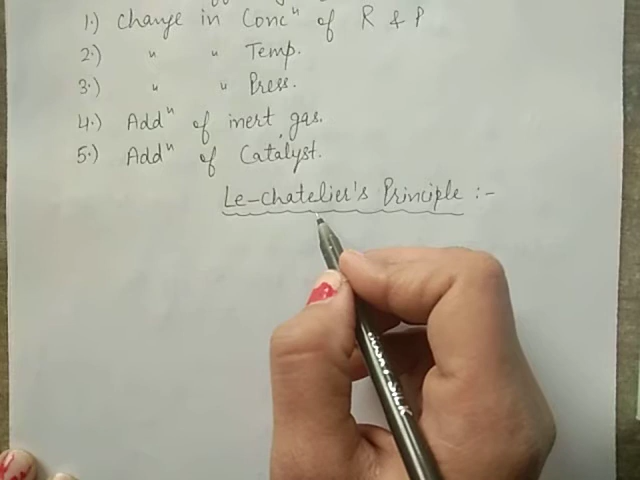 1.) Change in Concⁿ of R & P
2.) " " Temp.
3.) " " Press.
4.) Addⁿ of inert gas.
5.) Addⁿ of Catalyst.
Le-chatelier's Principle :-